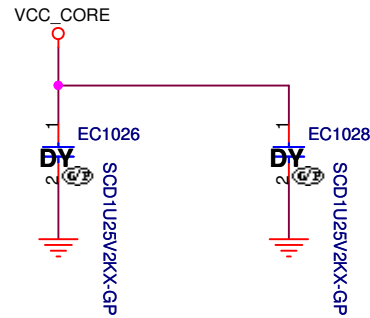 VCC_CORE
1
EC1026
DY
G/P
2
SCD1U25V2KX-GP
1
EC1028
DY
G/P
2
SCD1U25V2KX-GP